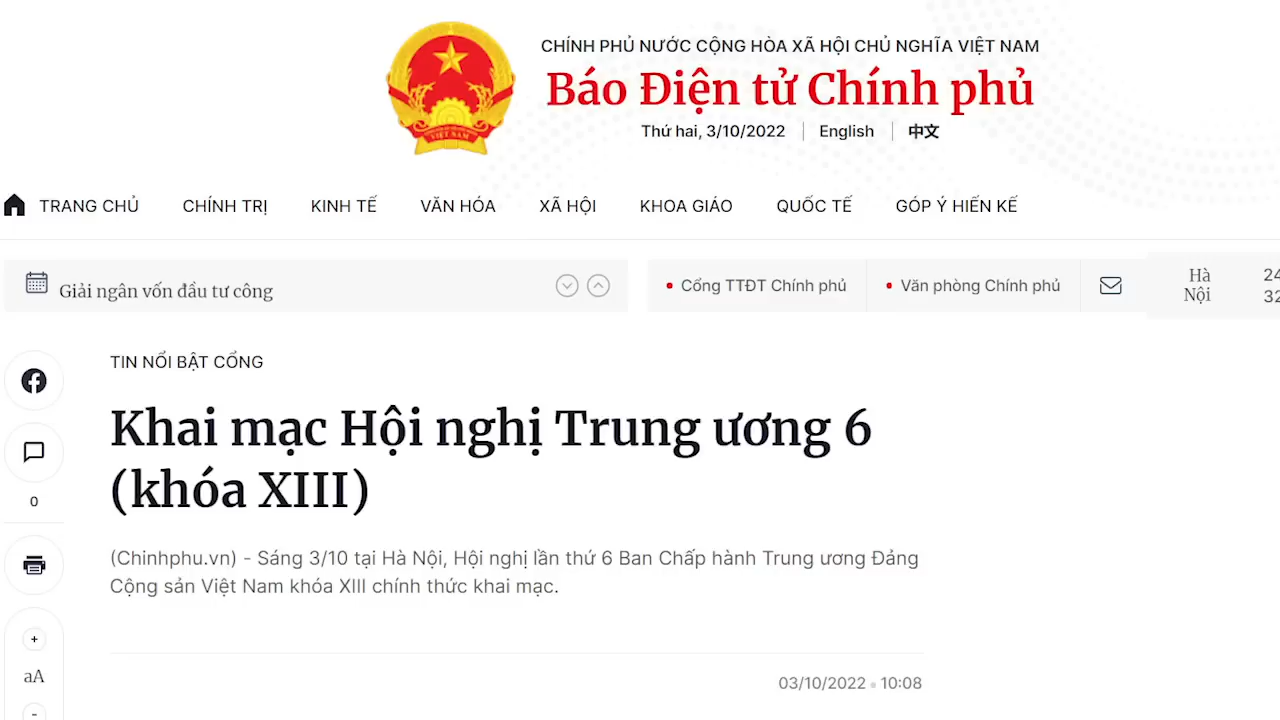 CHÍNH PHỦ NƯỚC CỘNG HÒA XÃ HỘI CHỦ NGHĨA VIỆT NAM
Báo Điện tử Chính phủ
Thứ hai, 3/10/2022 English 中文
VIỆT NAM
TRANG CHỦ CHÍNH TRỊ KINH TẾ VĂN HÓA XÃ HỘI KHOA GIÁO QUỐC TẾ GÓP Ý HIẾN KẾ
Giải ngân vốn đầu tư công
Cổng TTĐT Chính phủ Văn phòng Chính phủ
Hà 24
Nội 32
TIN NỔI BẬT CỔNG
Khai mạc Hội nghị Trung ương 6
(khóa XIII)
0
(Chinhphu.vn) - Sáng 3/10 tại Hà Nội, Hội nghị lần thứ 6 Ban Chấp hành Trung ương Đảng
Cộng sản Việt Nam khóa XIII chính thức khai mạc.
+
aA
-
03/10/2022 10:08